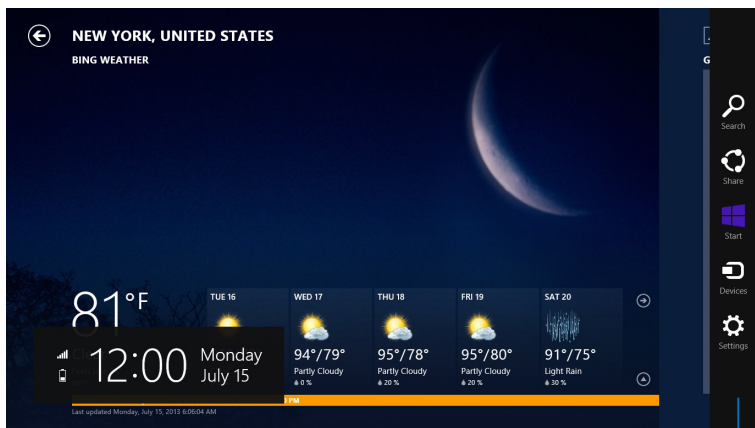 NEW YORK, UNITED STATES
BING WEATHER
G
Search
Share
Start
Devices
Settings
81°F
TUE 16
WED 17
94°/79°
Partly Cloudy
0 %
THU 18
95°/78°
Partly Cloudy
20 %
FRI 19
95°/80°
Partly Cloudy
20 %
SAT 20
91°/75°
Light Rain
30 %
12:00
Monday
July 15
PM
Last updated Monday, July 15, 2013 6:06:04 AM